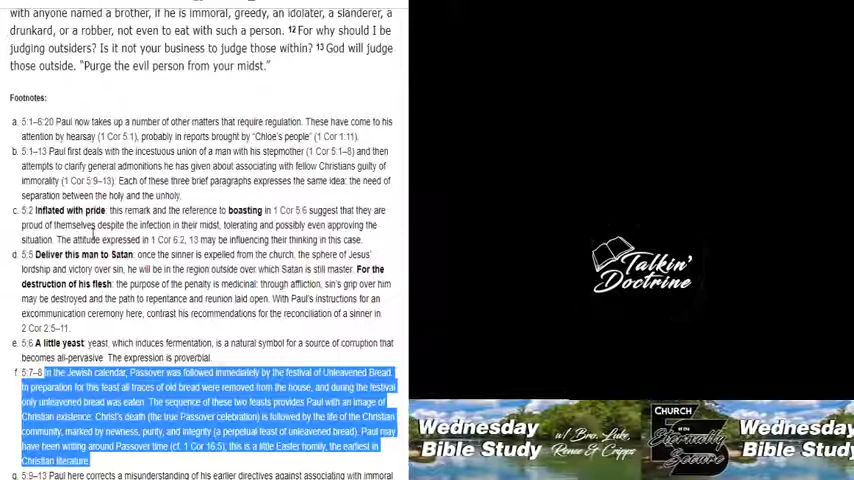 with anyone named a brother, if he is immoral, greedy, an idolater, a slanderer, a
drunkard, or a robber, not even to eat with such a person. 12 For why should I be
judging outsiders? Is it not your business to judge those within? 13 God will judge
those outside. “Purge the evil person from your midst.”
Footnotes:
a. 5:1–6:20 Paul now takes up a number of other matters that require regulation. These have come to his
attention by hearsay (1 Cor 5:1), probably in reports brought by “Chloe’s people” (1 Cor 1:11).
b. 5:1–13 Paul first deals with the incestuous union of a man with his stepmother (1 Cor 5:1–8) and then
attempts to clarify general admonitions he has given about associating with fellow Christians guilty of
immorality (1 Cor 5:9–13). Each of these three brief paragraphs expresses the same idea: the need of
separation between the holy and the unholy.
c. 5:2 Inflated with pride: this remark and the reference to boasting in 1 Cor 5:6 suggest that they are
proud of themselves despite the infection in their midst, tolerating and possibly even approving the
situation. The attitude expressed in 1 Cor 6:2, 13 may be influencing their thinking in this case.
d. 5:5 Deliver this man to Satan: once the sinner is expelled from the church, the sphere of Jesus’
lordship and victory over sin, he will be in the region outside over which Satan is still master. For the
destruction of his flesh: the purpose of the penalty is medicinal: through affliction, sin’s grip over him
may be destroyed and the path to repentance and reunion laid open. With Paul’s instructions for an
excommunication ceremony here, contrast his recommendations for the reconciliation of a sinner in
2 Cor 2:5–11.
e. 5:6 A little yeast: yeast, which induces fermentation, is a natural symbol for a source of corruption that
becomes all-pervasive. The expression is proverbial.
f. 5:7–8 In the Jewish calendar, Passover was followed immediately by the festival of Unleavened Bread.
In preparation for this feast all traces of old bread were removed from the house, and during the festival
only unleavened bread was eaten. The sequence of these two feasts provides Paul with an image of
Christian existence: Christ’s death (the true Passover celebration) is followed by the life of the Christian
community, marked by newness, purity, and integrity (a perpetual feast of unleavened bread). Paul may
have been writing around Passover time (cf. 1 Cor 16:5); this is a little Easter homily, the earliest in
Christian literature.
g. 5:9–13 Paul here corrects a misunderstanding of his earlier directives against associating with immoral
Talkin’
Doctrine
Wednesday
Bible Study
w/ Bro. Luke,
Renee & Cripps
CHURCH
OF THE
Eternally
Secure
Wednesday
Bible Study